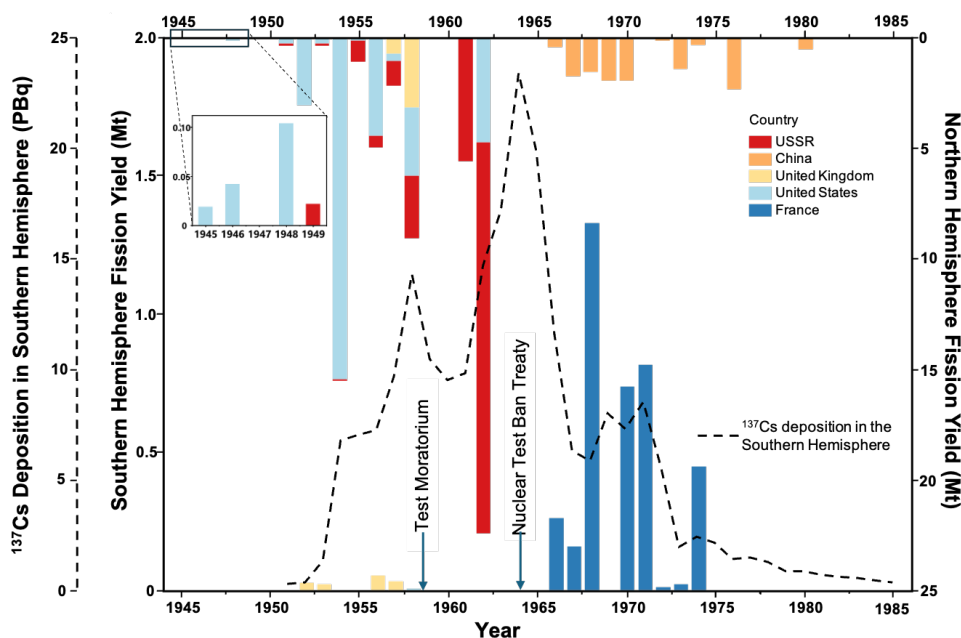 1945 1950 1955 1960 1965 1970 1975 1980 1985
137Cs Deposition in Southern Hemisphere (PBq)
25
20
15
10
5
0
Southern Hemisphere Fission Yield (Mt)
2.0
1.5
1.0
0.5
0
0.10
0.05
0
1945 1946 1947 1948 1949
Country
USSR
China
United Kingdom
United States
France
Test Moratorium
Nuclear Test Ban Treaty
137Cs deposition in the
Southern Hemisphere
0
5
10
15
20
25
Northern Hemisphere Fission Yield (Mt)
1945 1950 1955 1960 1965 1970 1975 1980 1985
Year